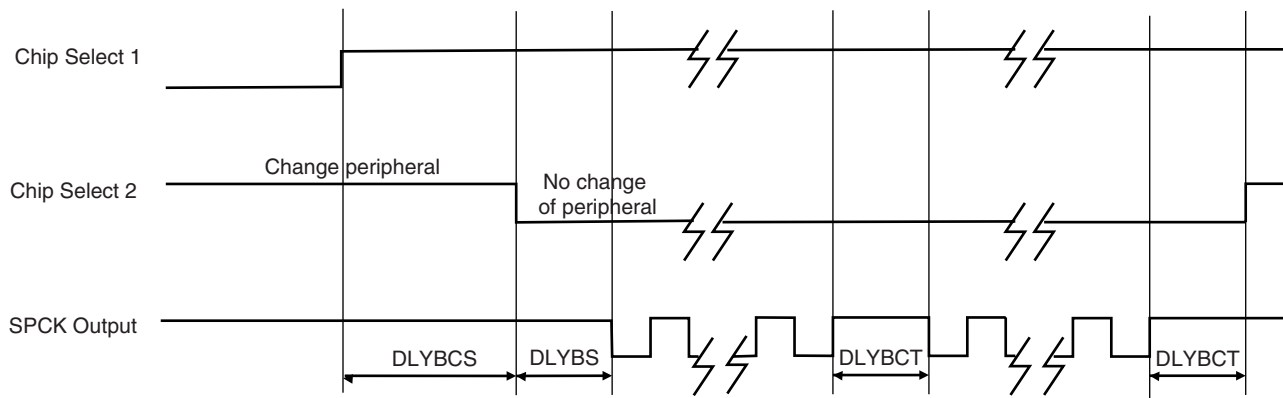 Chip Select 1
Change peripheral
Chip Select 2
No change
of peripheral
SPCK Output
DLYBCS
DLYBS
DLYBCT
DLYBCT